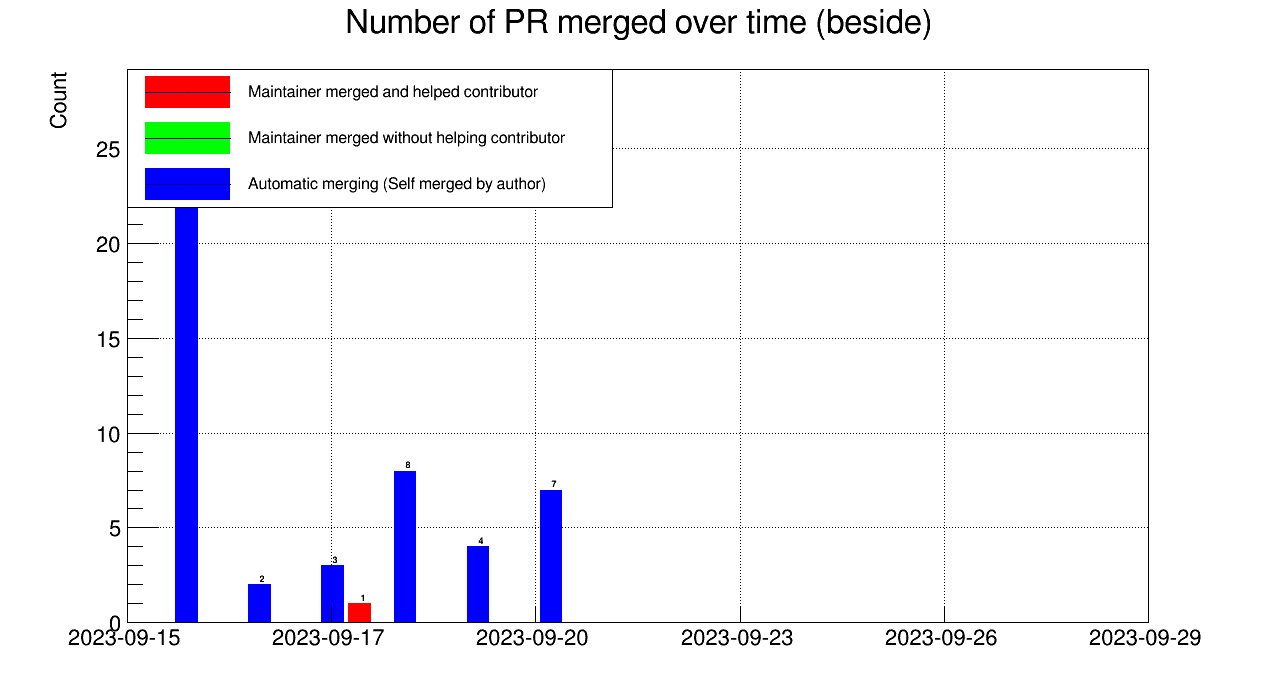 Number of PR merged over time (beside)
Count
Maintainer merged and helped contributor
Maintainer merged without helping contributor
Automatic merging (Self merged by author)
25
20
15
10
5
0
8
7
4
3
2
1
2023-09-15 2023-09-17 2023-09-20 2023-09-23 2023-09-26 2023-09-29